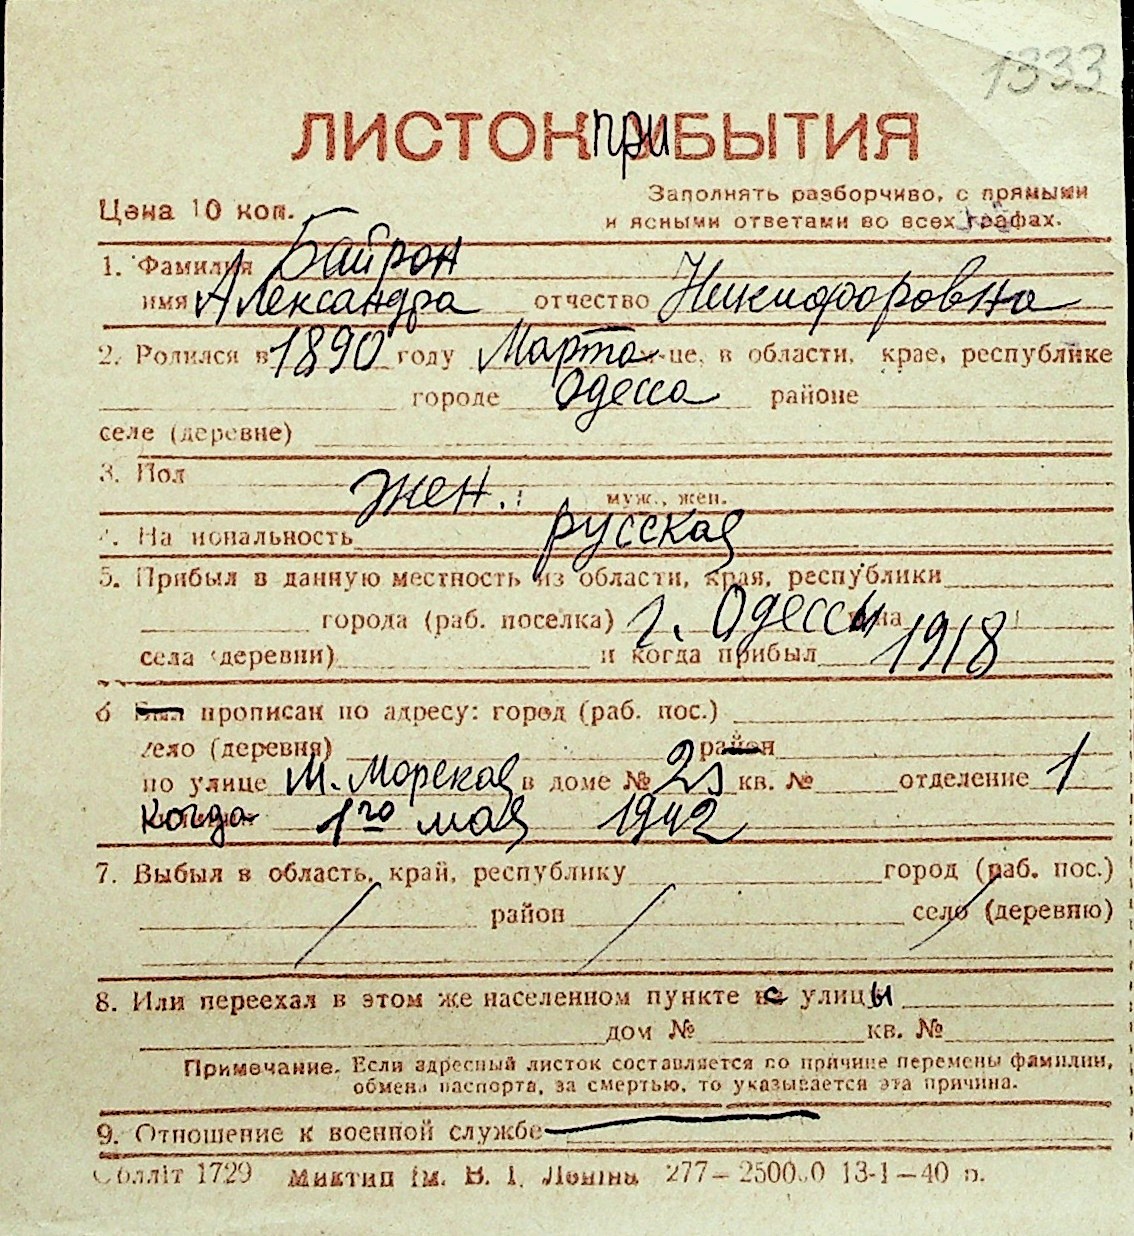 1333
ЛИСТОК ПРИБЫТИЯ
Цена 10 коп.
Заполнять разборчиво, с прямыми
и ясными ответами во всех графах.
1. Фамилия Байрон
имя Александра отчество Никифоровна
2. Родился в 1890 году Марта м-це, в области, крае, республике
городе Одесса районе
селе (деревне)
3. Пол жен. муж., жен.
4. Национальность русская
5. Прибыл в данную местность из области, края, республики
города (раб. поселка) г. Одессы
села (деревни) и когда прибыл 1918
6 Был прописан по адресу: город (раб. пос.)
село (деревня) район
по улице М. Морская в доме № 25 кв. № отделение 1
когда 1го мая 1942
7. Выбыл в область, край, республику город (раб. пос.)
район село (деревню)
8. Или переехал в этом же населенном пункте с улицы
дом № кв. №
Примечание. Если адресный листок составляется по причине перемены фамилии,
обмена паспорта, за смертью, то указывается эта причина.
9. Отношение к военной службе
Обліт 1729 Миктип ім. В. І. Леніна 277—25000 13-1—40 р.